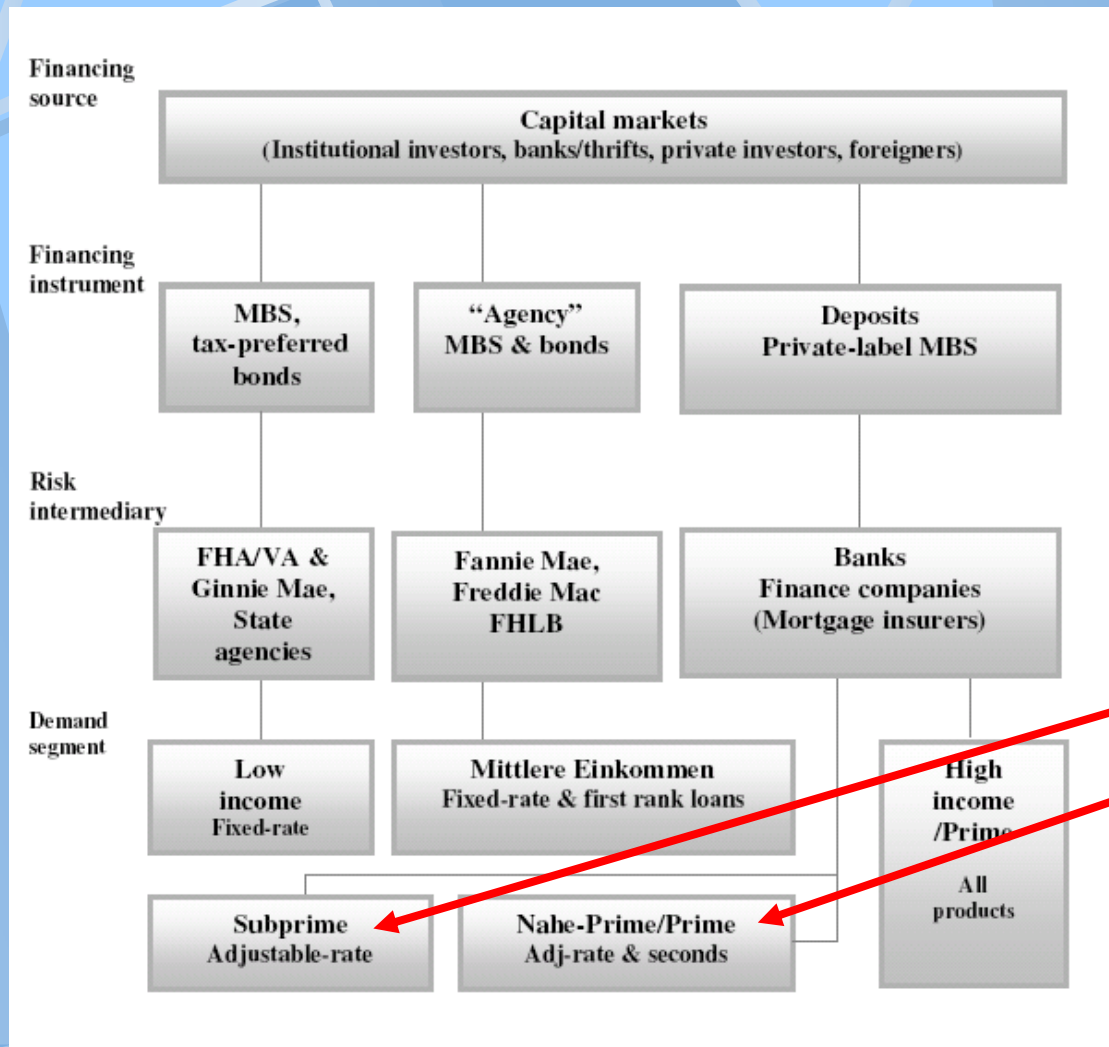 Financing
source
Capital markets
(Institutional investors, banks/thrifts, private investors, foreigners)
Financing
instrument
MBS,
tax-preferred
bonds
“Agency”
MBS & bonds
Deposits
Private-label MBS
Risk
intermediary
FHA/VA &
Ginnie Mae,
State
agencies
Fannie Mae,
Freddie Mac
FHLB
Banks
Finance companies
(Mortgage insurers)
Demand
segment
Low
income
Fixed-rate
Mittlere Einkommen
Fixed-rate & first rank loans
High
income
/Prime
All
products
Subprime
Adjustable-rate
Nahe-Prime/Prime
Adj-rate & seconds